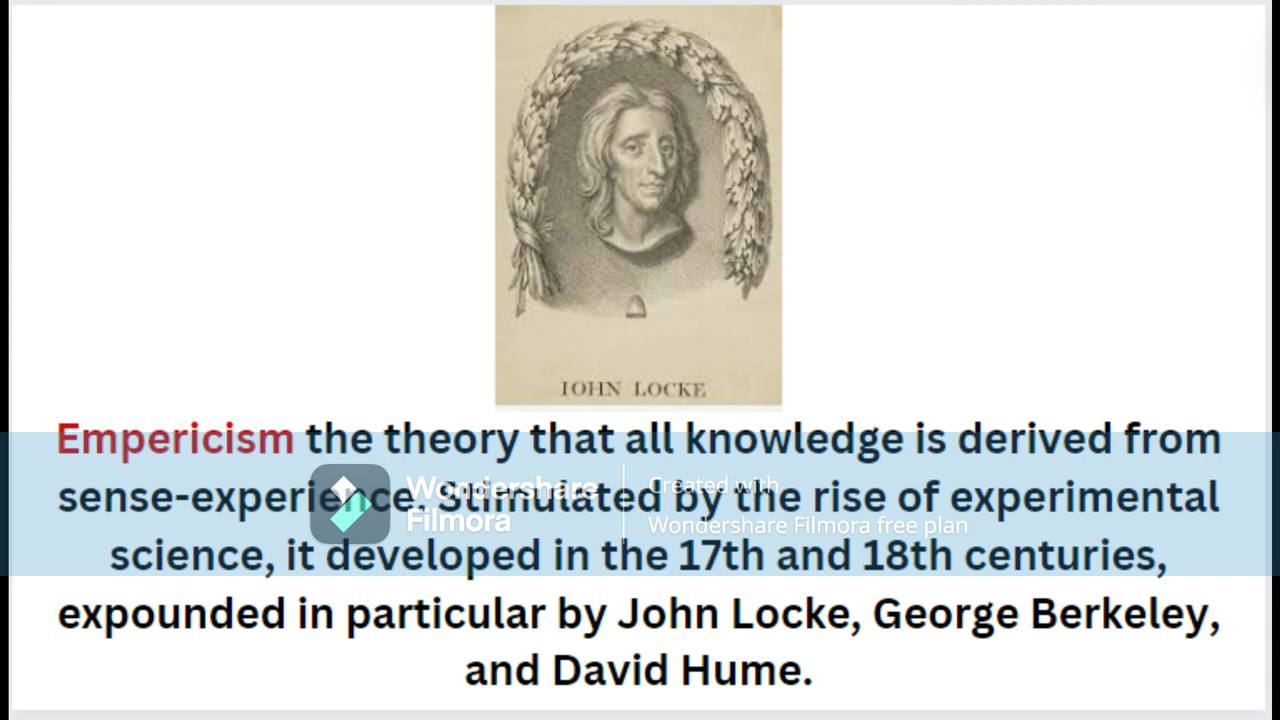 IOHN LOCKE
Empericism the theory that all knowledge is derived from
sense-experience. Stimulated by the rise of experimental
science, it developed in the 17th and 18th centuries,
expounded in particular by John Locke, George Berkeley,
and David Hume.
Wondershare
Filmora
Created with
Wondershare Filmora free plan